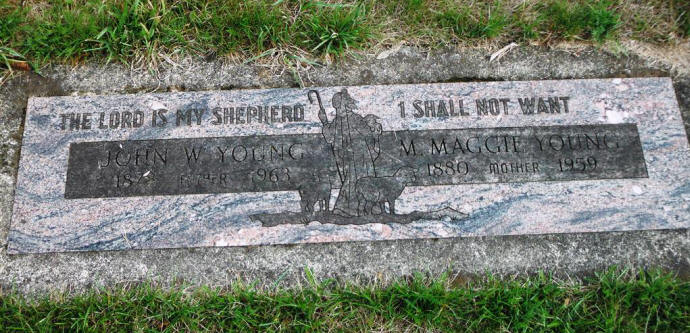 THE LORD IS MY SHEPHERD I SHALL NOT WANT
JOHN W. YOUNG
FATHER 1963
M. MAGGIE YOUNG
1880 MOTHER 1959